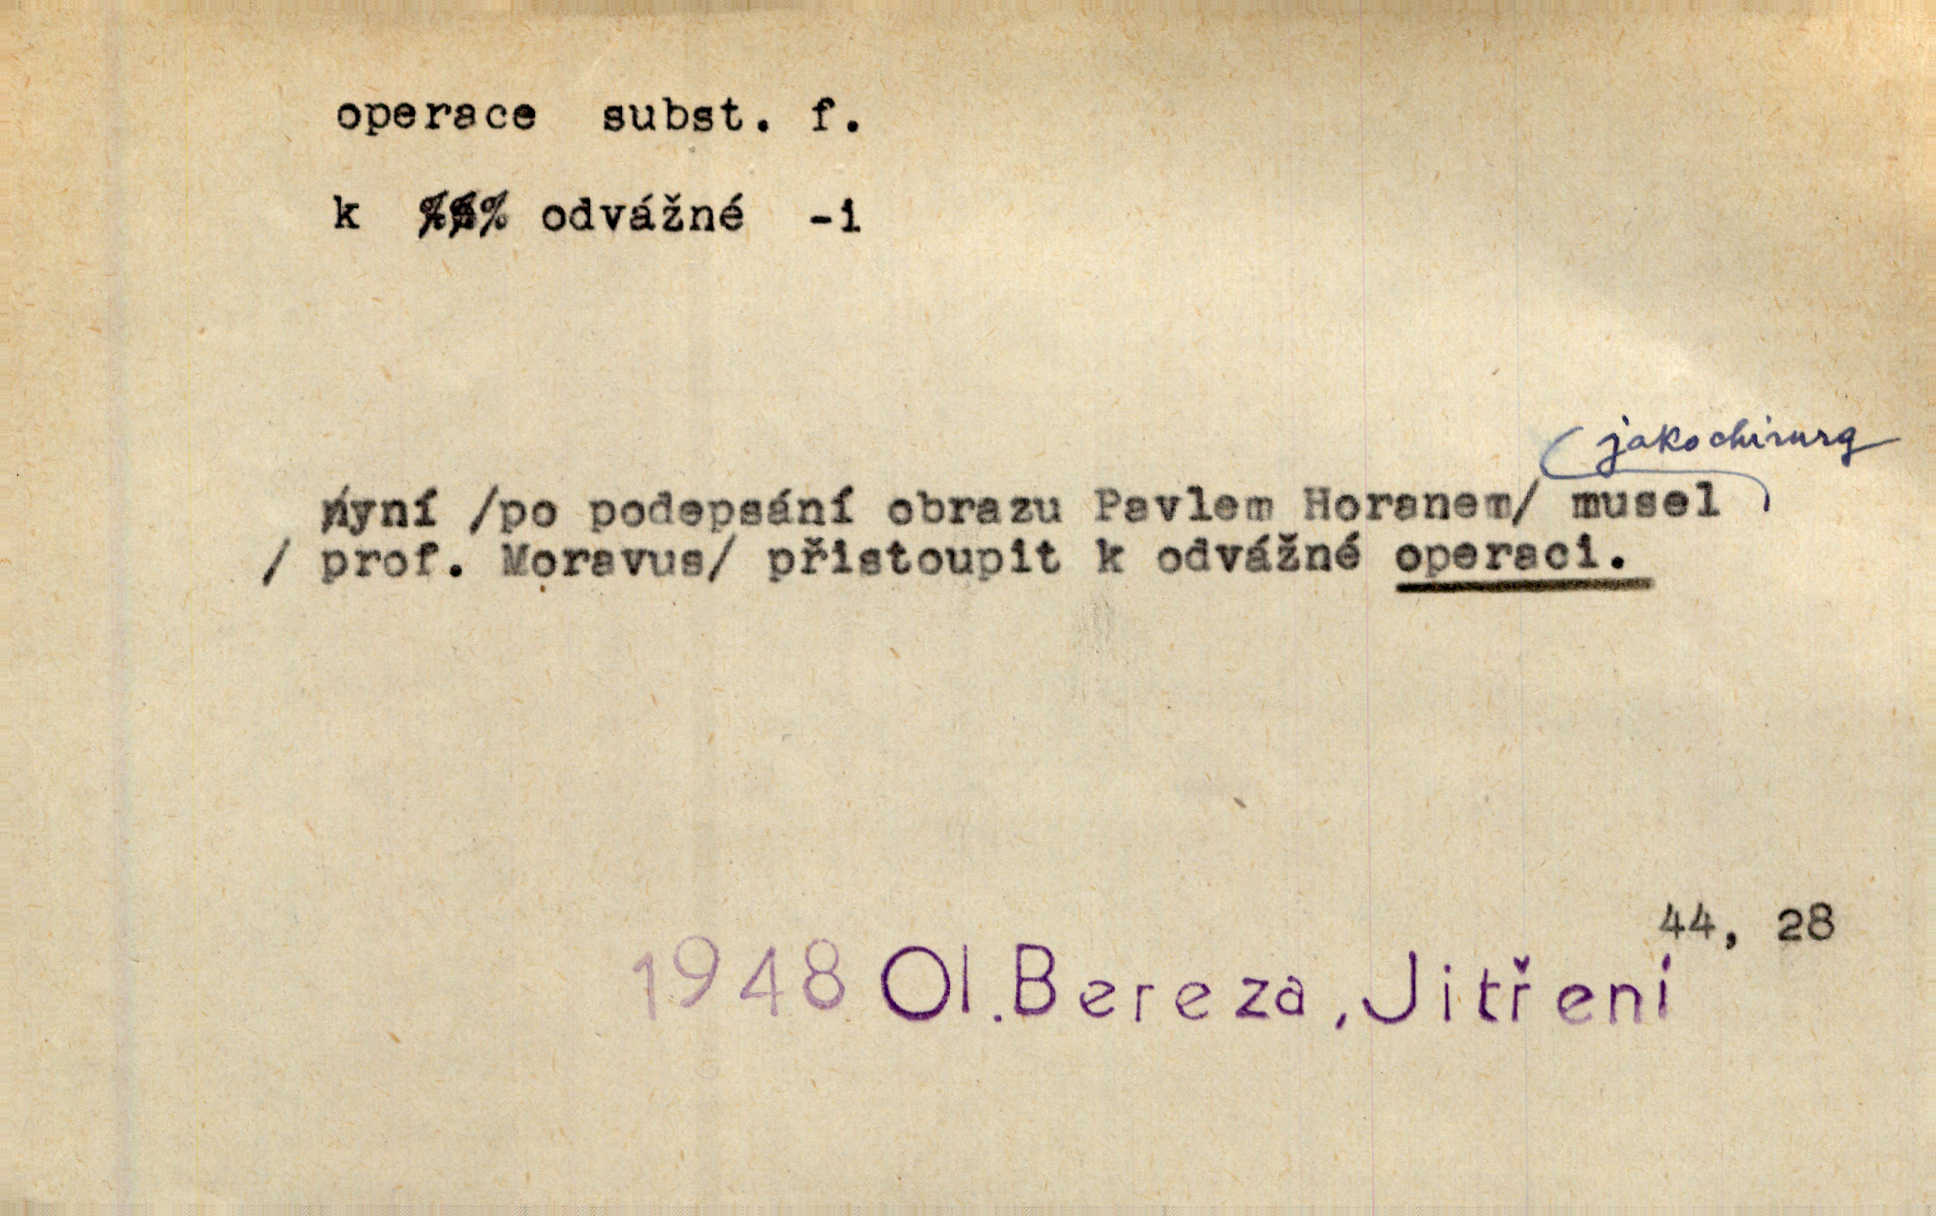 operace subst. f.
k odvážné -i
jako chirurg
nyní /po podepsání obrazu Pavlem Horanem/ musel
/ prof. Moravus/ přistoupit k odvážné operaci.
44, 28
1948 Ol. Bereza, Jitření